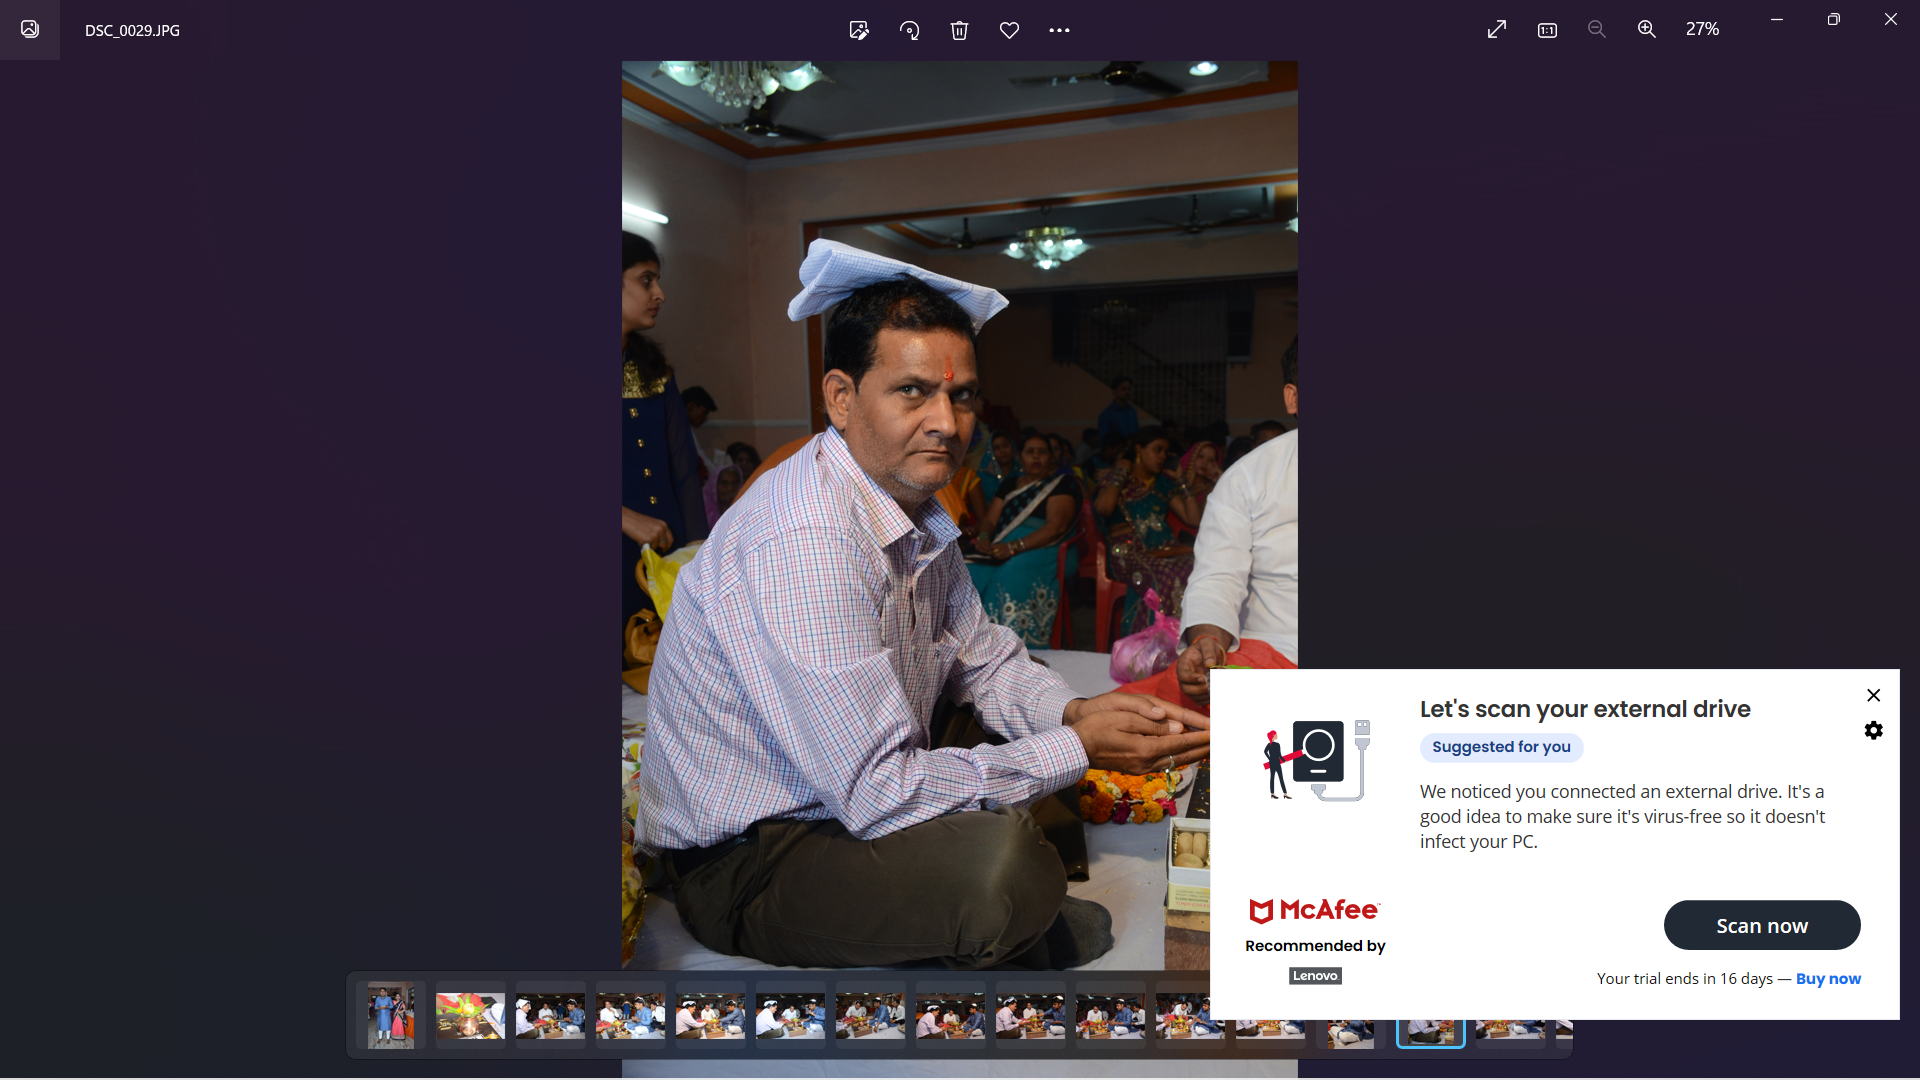 DSC_0029.JPG
27%
Let's scan your external drive
Suggested for you
We noticed you connected an external drive. It's a
good idea to make sure it's virus-free so it doesn't
infect your PC.
McAfee
Recommended by
Lenovo
Scan now
Your trial ends in 16 days — Buy now